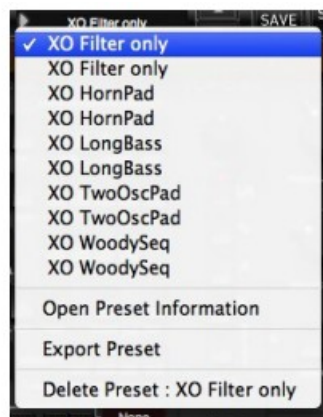 XO Filter only
SAVE
✓ XO Filter only
XO Filter only
XO HornPad
XO HornPad
XO LongBass
XO LongBass
XO TwoOscPad
XO TwoOscPad
XO WoodySeq
XO WoodySeq
Open Preset Information
Export Preset
Delete Preset : XO Filter only
None